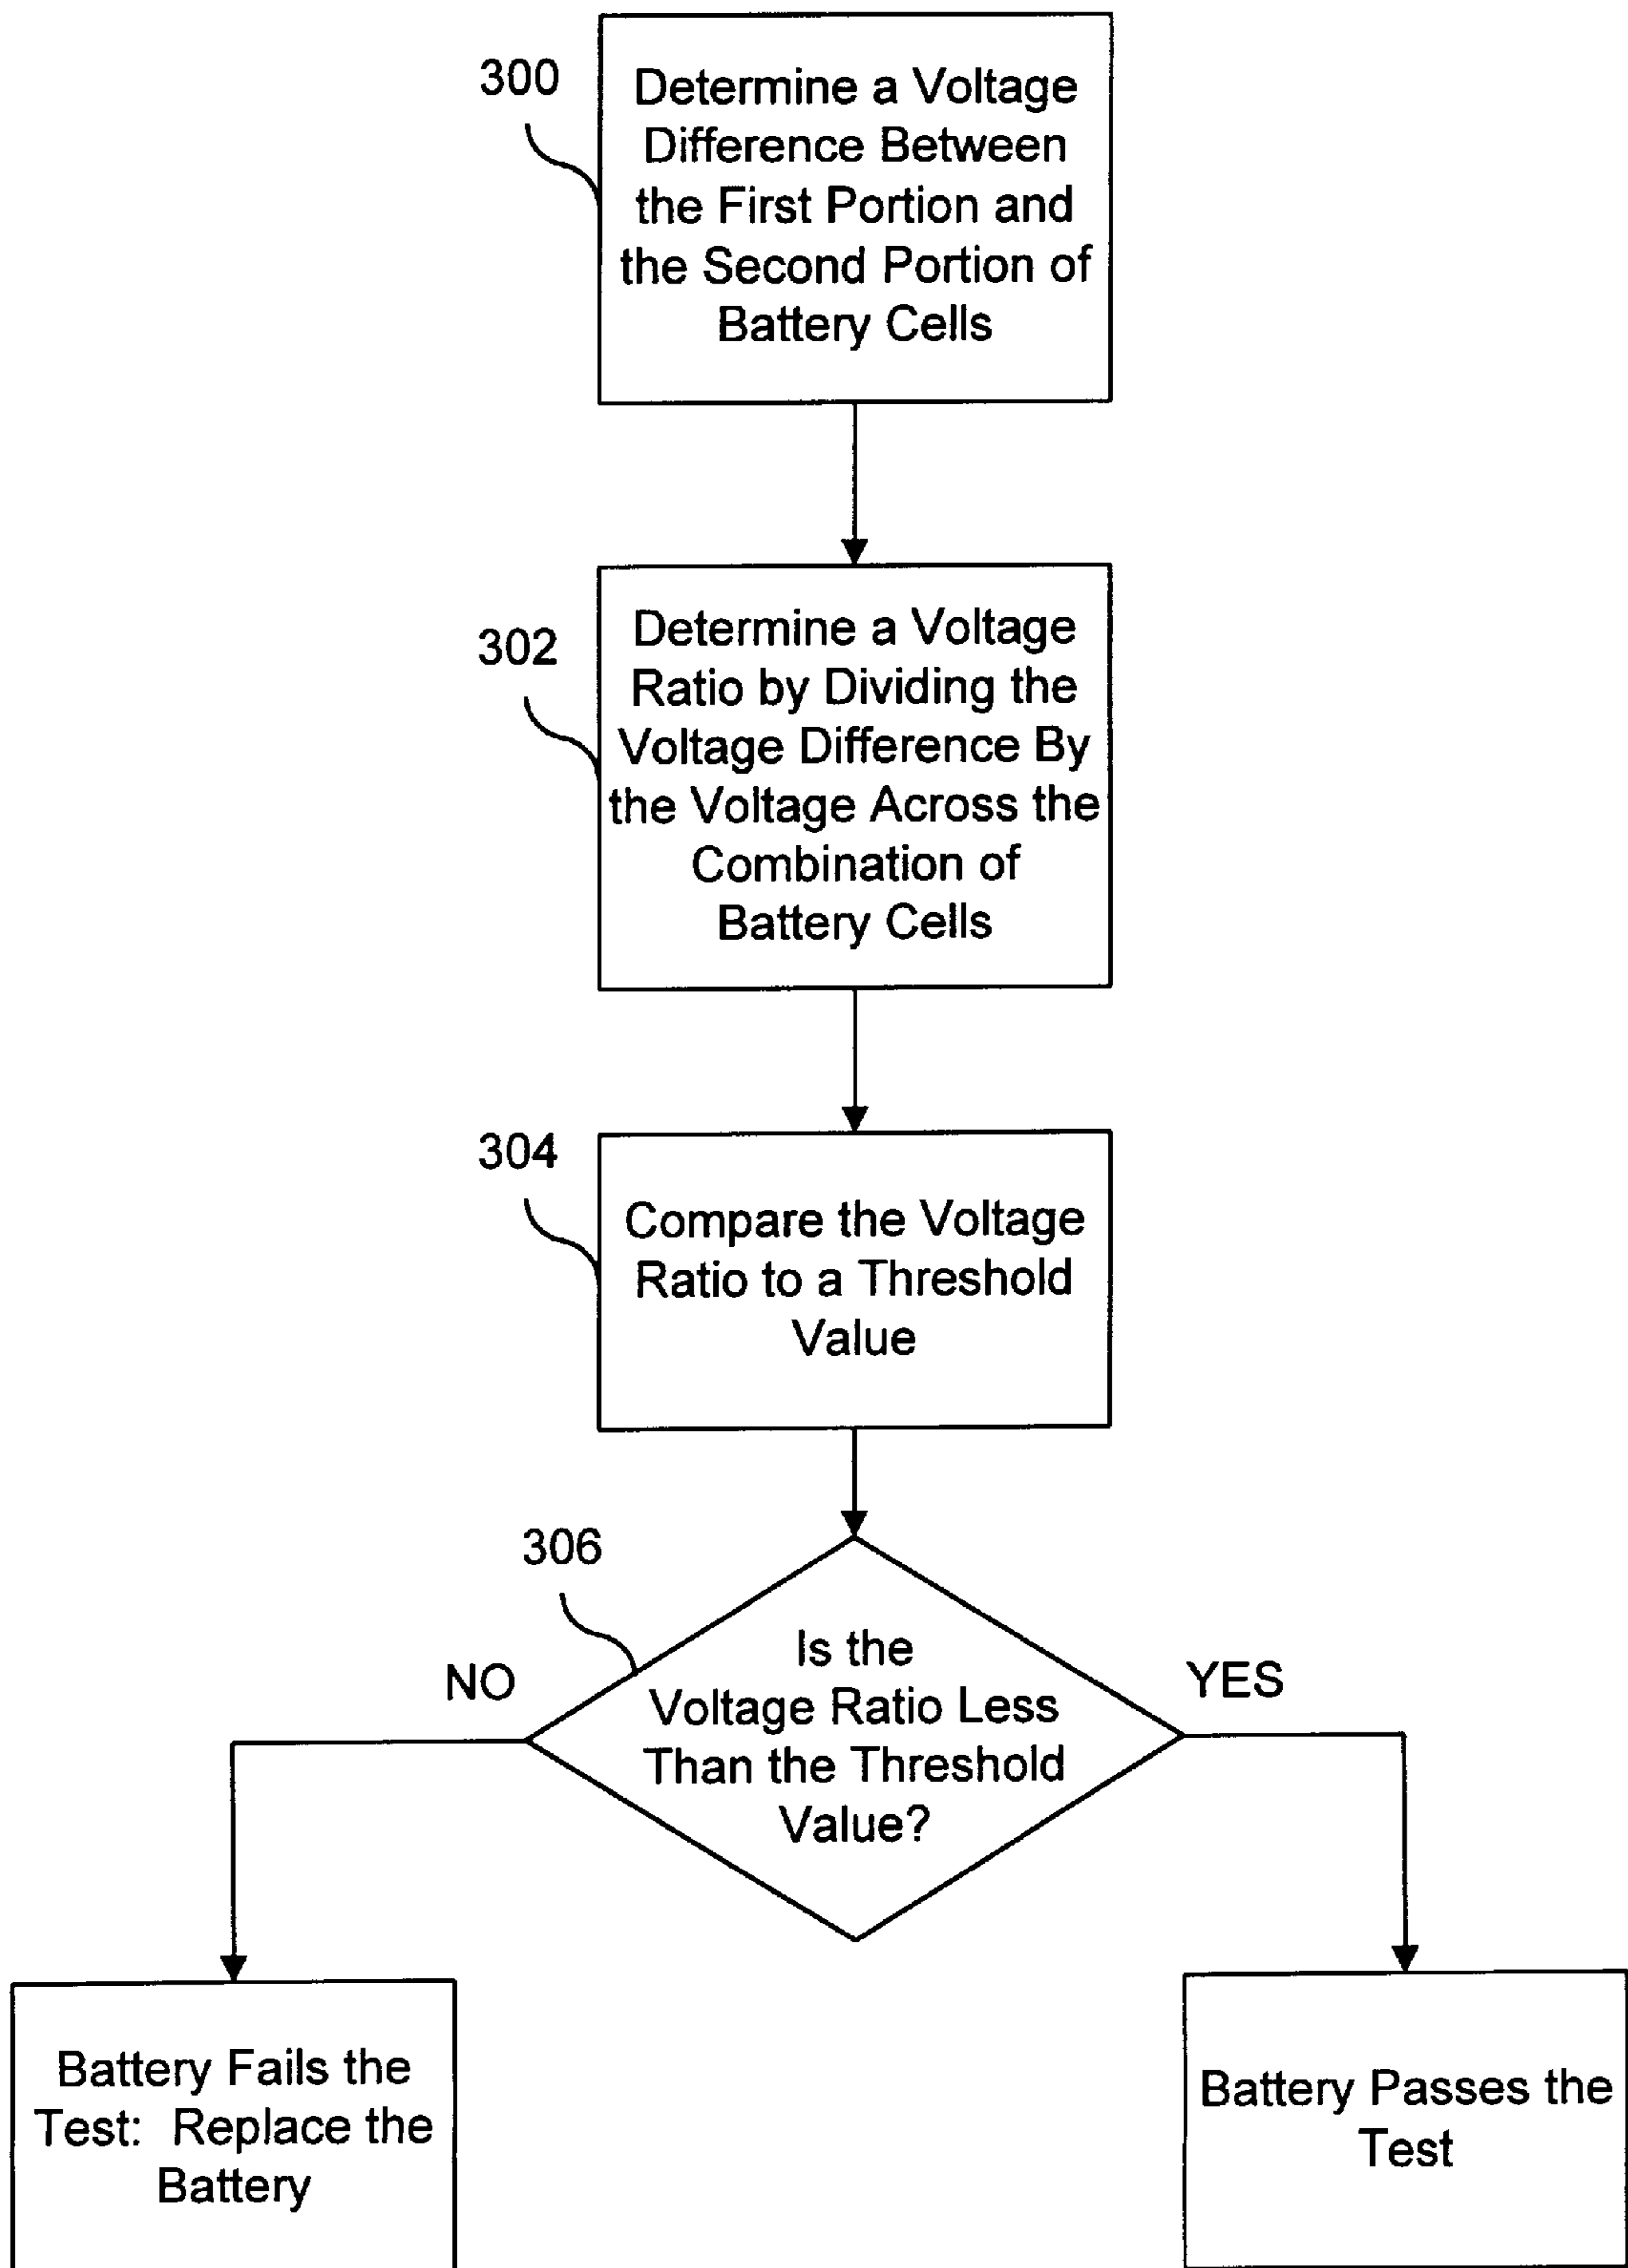 300
Determine a Voltage
Difference Between
the First Portion and
the Second Portion of
Battery Cells
302
Determine a Voltage
Ratio by Dividing the
Voltage Difference By
the Voltage Across the
Combination of
Battery Cells
304
Compare the Voltage
Ratio to a Threshold
Value
306
Is the
Voltage Ratio Less
Than the Threshold
Value?
NO
YES
Battery Fails the
Test: Replace the
Battery
Battery Passes the
Test